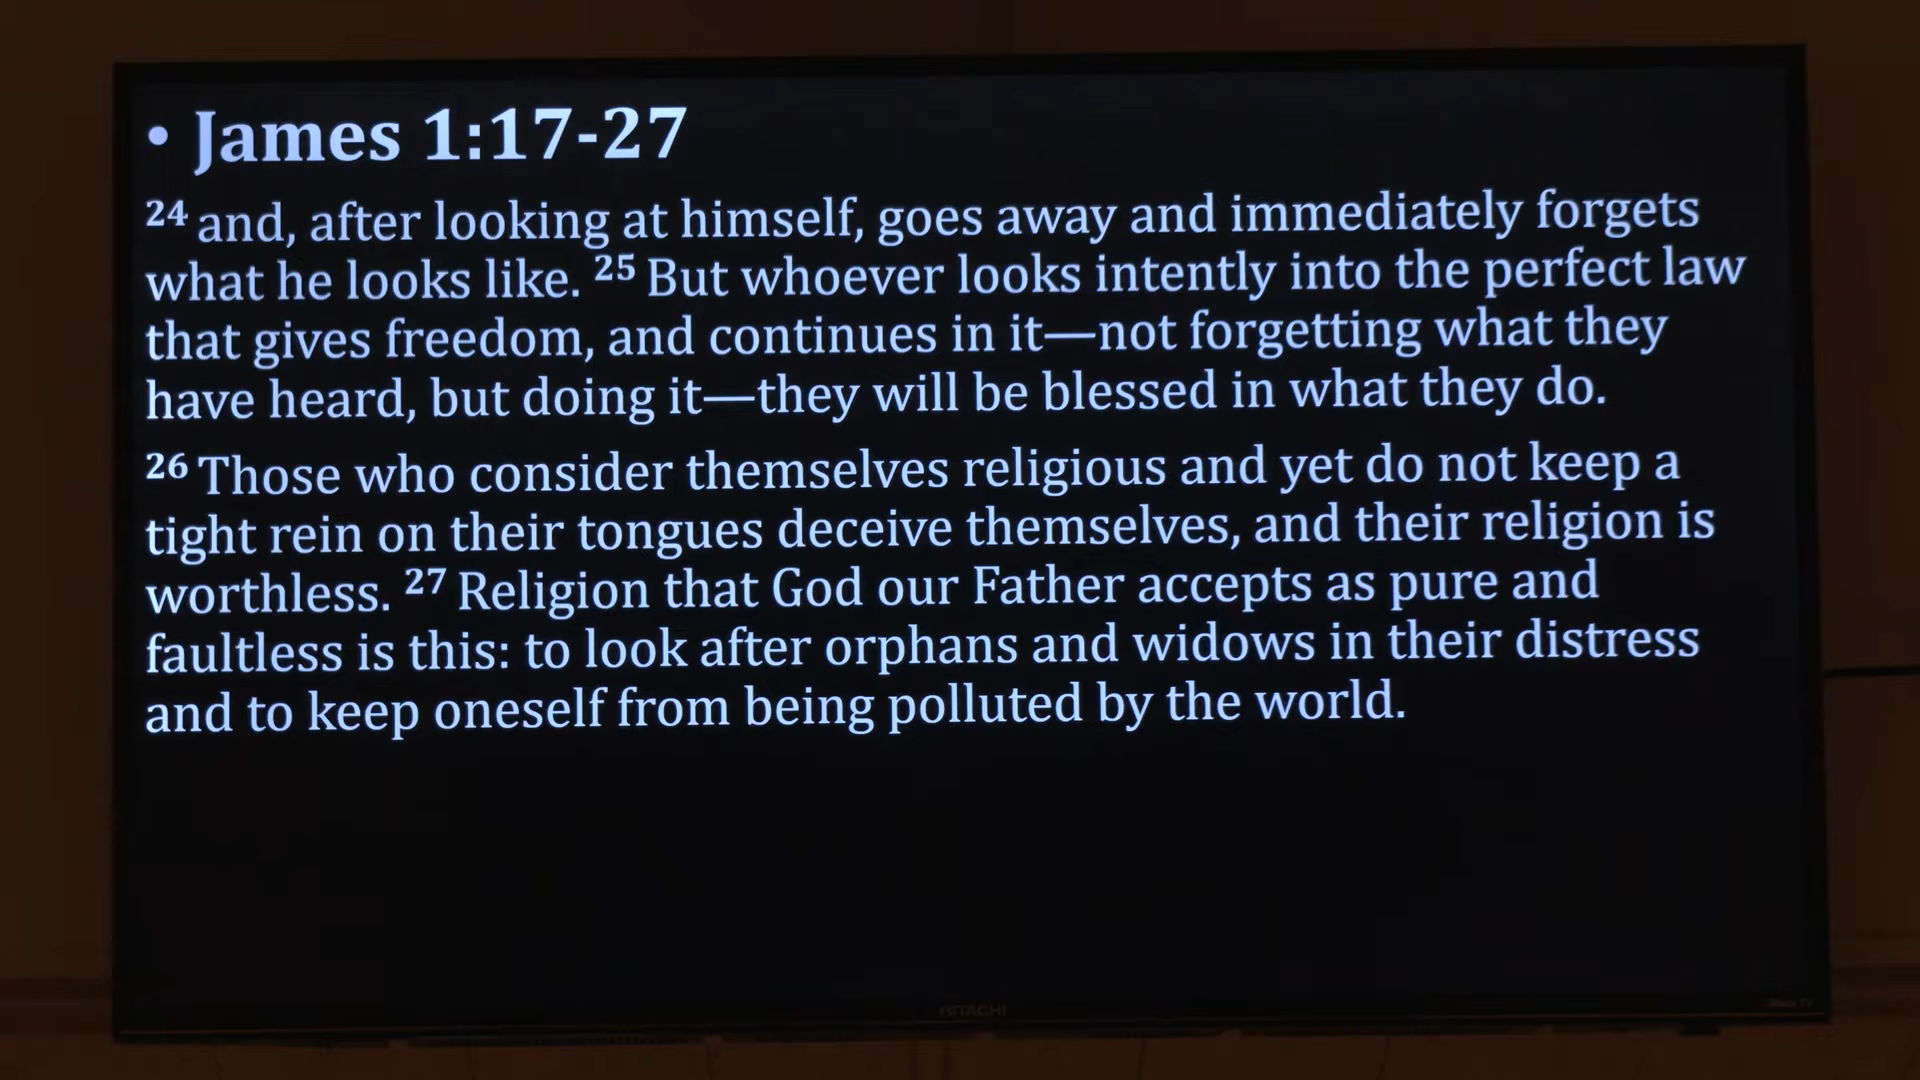 • James 1:17-27
24 and, after looking at himself, goes away and immediately forgets
what he looks like. 25 But whoever looks intently into the perfect law
that gives freedom, and continues in it—not forgetting what they
have heard, but doing it—they will be blessed in what they do.
26 Those who consider themselves religious and yet do not keep a
tight rein on their tongues deceive themselves, and their religion is
worthless. 27 Religion that God our Father accepts as pure and
faultless is this: to look after orphans and widows in their distress
and to keep oneself from being polluted by the world.
HITACHI
Roku TV